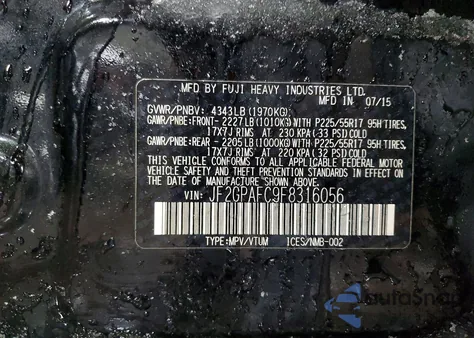 MFD BY FUJI HEAVY INDUSTRIES LTD.
MFD IN 07/15
GVWR/PNBV: 4343LB(1970KG)
GAWR/PNBE:FRONT- 2227LB(1010KG) WITH P225/55R17 95H TIRES,
17X7J RIMS AT 230 KPA( 33 PSI) COLD
GAWR/PNBE:REAR - 2205LB(1000KG) WITH P225/55R17 95H TIRES,
17X7J RIMS AT 220 KPA( 32 PSI) COLD
THIS VEHICLE CONFORMS TO ALL APPLICABLE FEDERAL MOTOR
VEHICLE SAFETY AND THEFT PREVENTION STANDARDS IN EFFECT ON
THE DATE OF MANUFACTURE SHOWN ABOVE.
VIN: JF2GPAFC9F8316056
TYPE:MPV/VTUM ICES/NMB-002
autoSnap